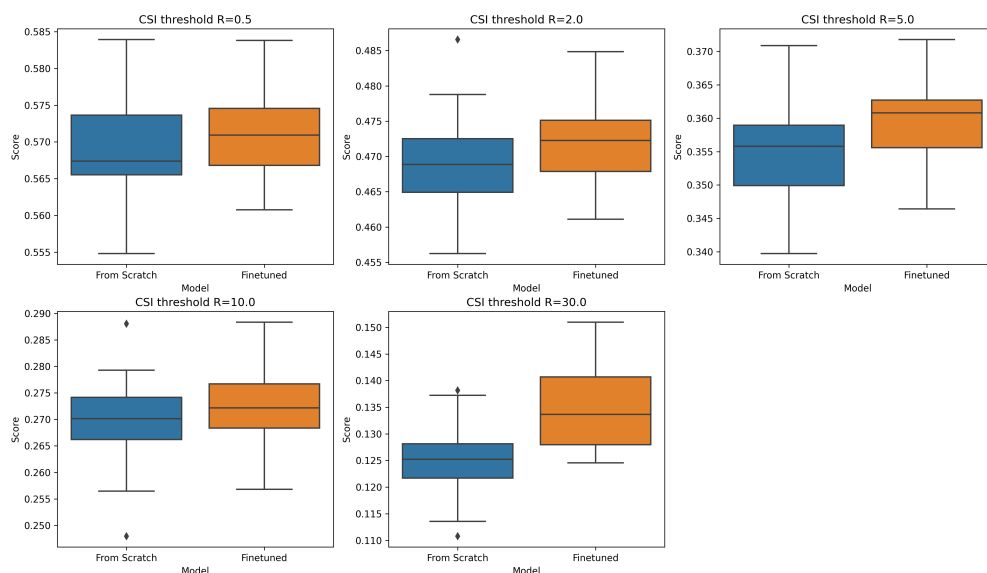 CSI threshold R=0.5
0.585
0.580
0.575
0.570
0.565
0.560
0.555
Score
From Scratch
Finetuned
Model
CSI threshold R=2.0
0.485
0.480
0.475
0.470
0.465
0.460
0.455
Score
From Scratch
Finetuned
Model
CSI threshold R=5.0
0.370
0.365
0.360
0.355
0.350
0.345
0.340
Score
From Scratch
Finetuned
Model
CSI threshold R=10.0
0.290
0.285
0.280
0.275
0.270
0.265
0.260
0.255
0.250
Score
From Scratch
Finetuned
Model
CSI threshold R=30.0
0.150
0.145
0.140
0.135
0.130
0.125
0.120
0.115
0.110
Score
From Scratch
Finetuned
Model